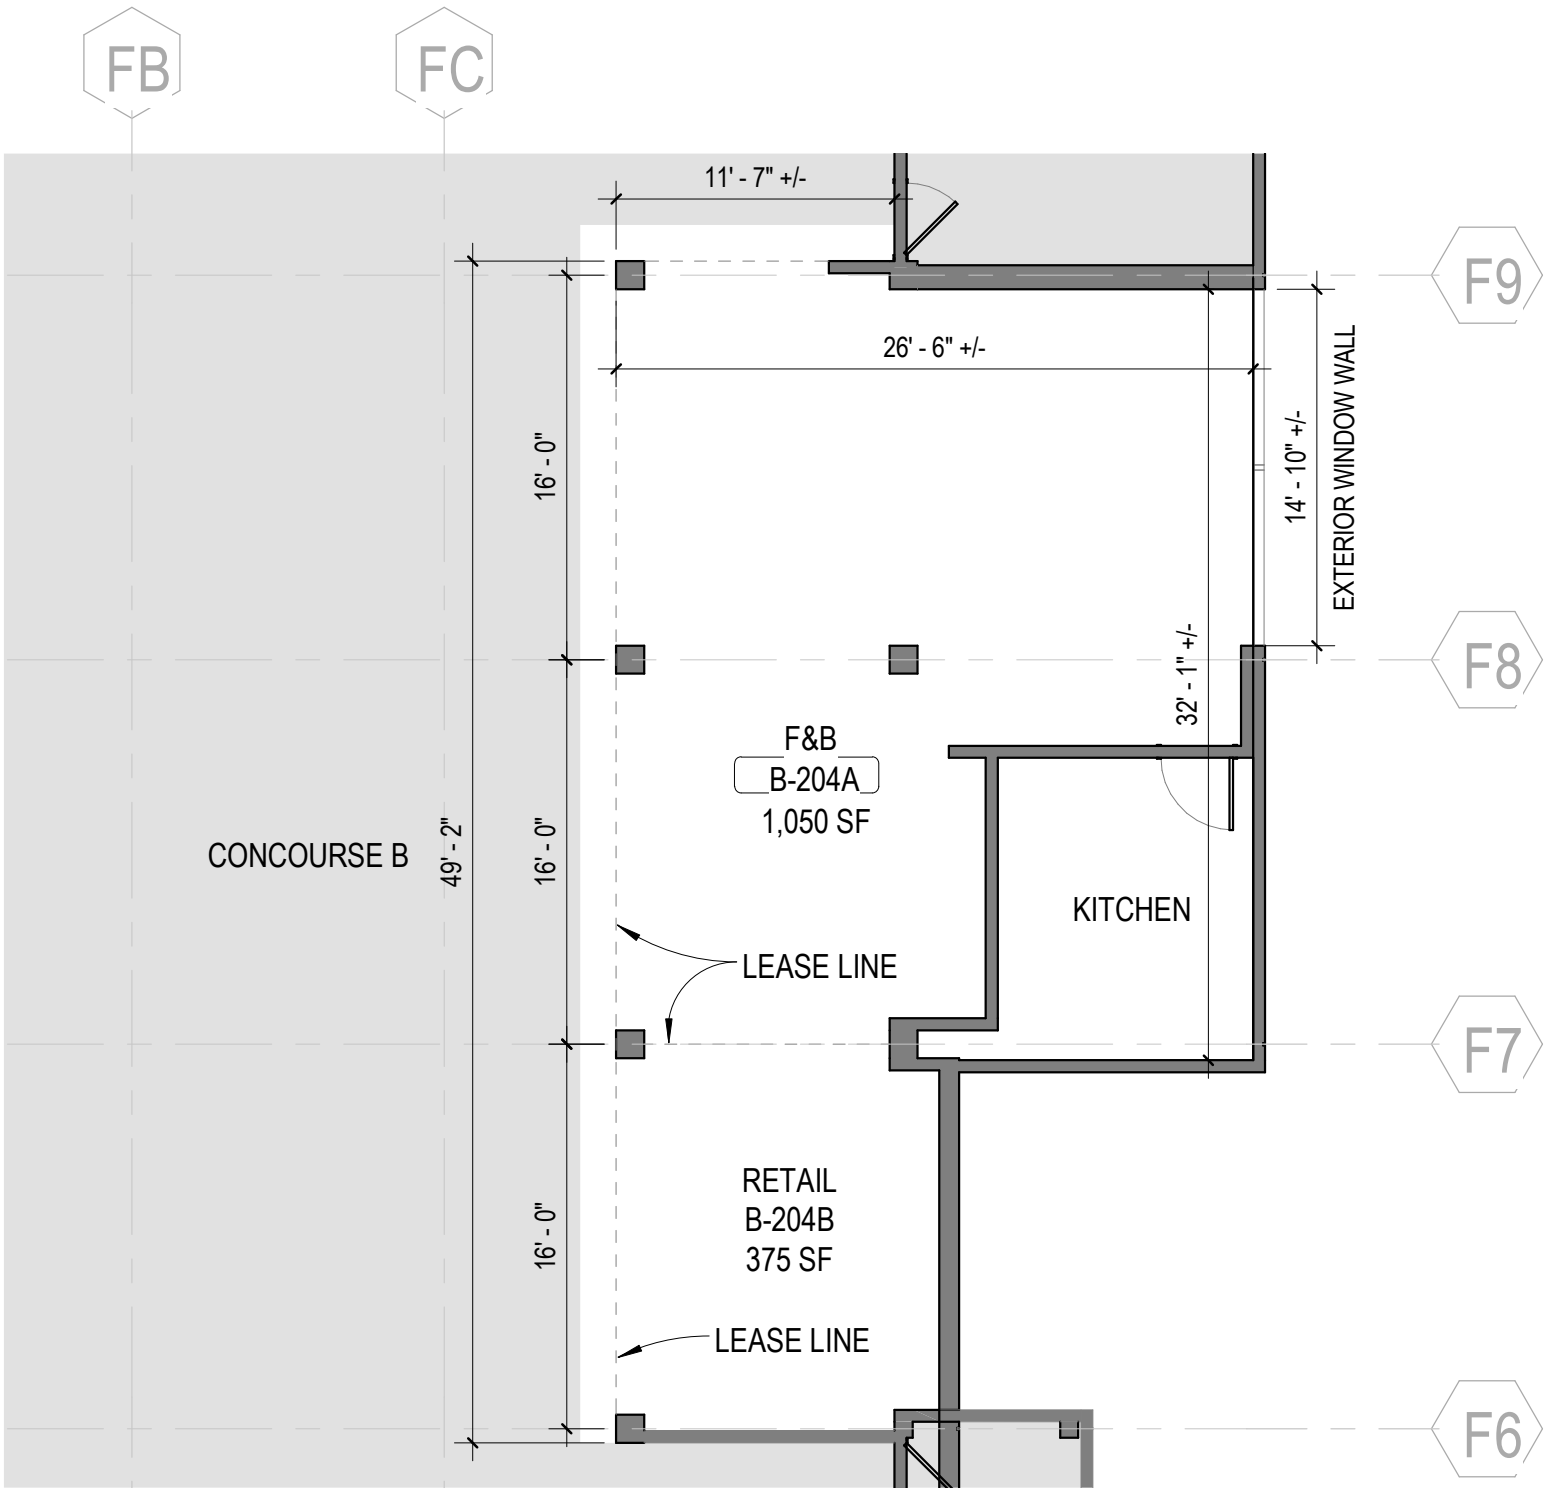 FB
FC
11' - 7" +/-
F9
26' - 6" +/-
EXTERIOR WINDOW WALL
14' - 10" +/-
16' - 0"
32' - 1" +/-
F8
F&B
B-204A
1,050 SF
49' - 2"
16' - 0"
CONCOURSE B
KITCHEN
LEASE LINE
F7
RETAIL
B-204B
375 SF
16' - 0"
LEASE LINE
F6